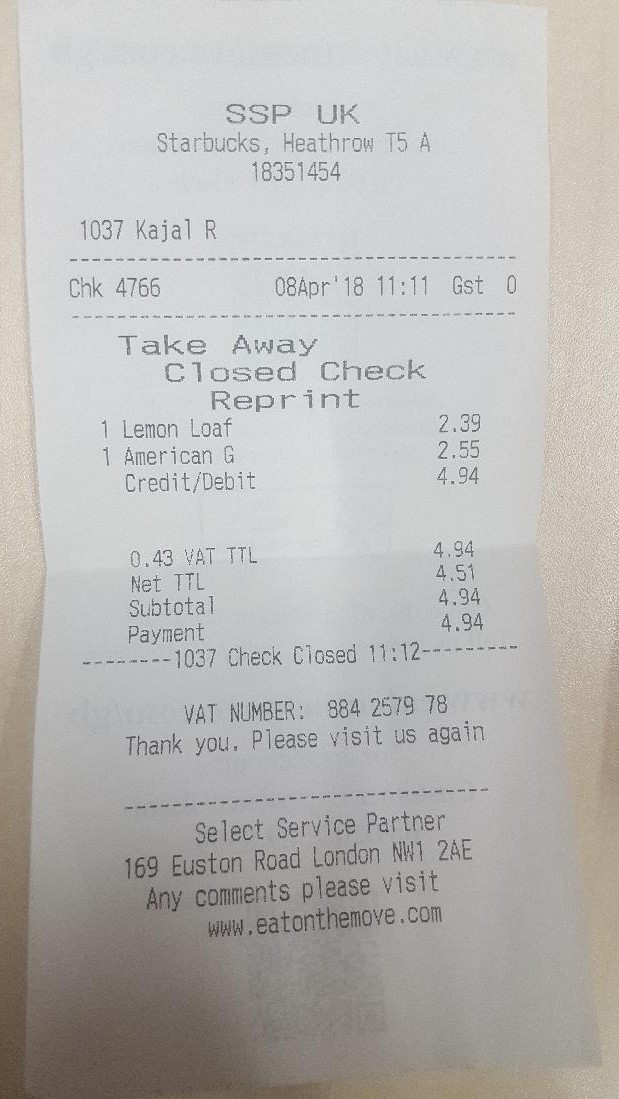 SSP UK
Starbucks, Heathrow T5 A
18351454
1037 Kajal R
--------------------------------------
Chk 4766 08Apr'18 11:11 Gst 0
--------------------------------------
Take Away
Closed Check
Reprint
1 Lemon Loaf 2.39
1 American G 2.55
Credit/Debit 4.94
0.43 VAT TTL 4.94
Net TTL 4.51
Subtotal 4.94
Payment 4.94
--------1037 Check Closed 11:12---------
VAT NUMBER: 884 2579 78
Thank you. Please visit us again
--------------------------------
Select Service Partner
169 Euston Road London NW1 2AE
Any comments please visit
www.eatonthemove.com